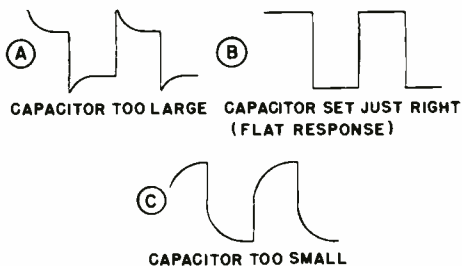 A
CAPACITOR TOO LARGE
B
CAPACITOR SET JUST RIGHT
(FLAT RESPONSE)
C
CAPACITOR TOO SMALL